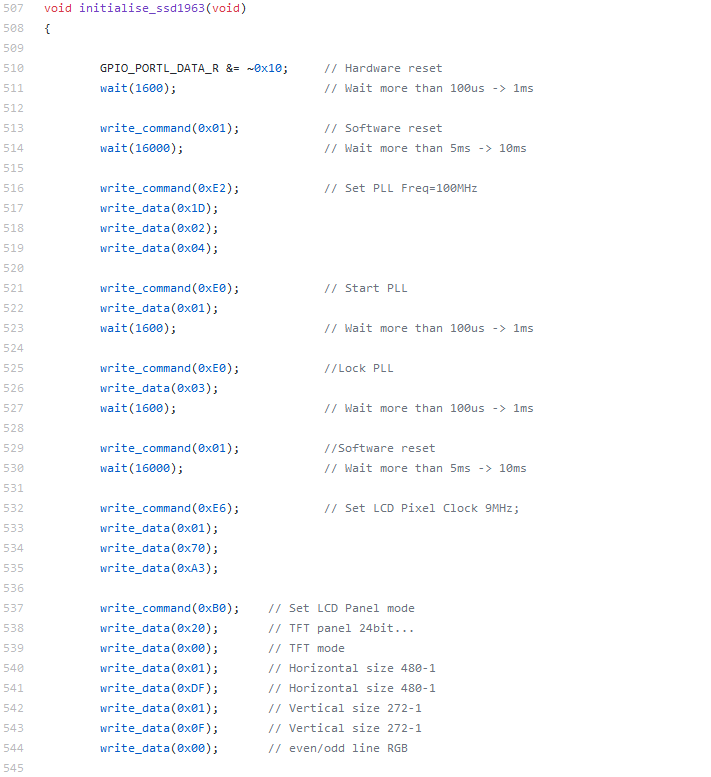 507 void initialise_ssd1963(void)
508 {
509
510 GPIO_PORTL_DATA_R &= ~0x10; // Hardware reset
511 wait(1600); // Wait more than 100us -> 1ms
512
513 write_command(0x01); // Software reset
514 wait(16000); // Wait more than 5ms -> 10ms
515
516 write_command(0xE2); // Set PLL Freq=100MHz
517 write_data(0x1D);
518 write_data(0x02);
519 write_data(0x04);
520
521 write_command(0xE0); // Start PLL
522 write_data(0x01);
523 wait(1600); // Wait more than 100us -> 1ms
524
525 write_command(0xE0); //Lock PLL
526 write_data(0x03);
527 wait(1600); // Wait more than 100us -> 1ms
528
529 write_command(0x01); //Software reset
530 wait(16000); // Wait more than 5ms -> 10ms
531
532 write_command(0xE6); // Set LCD Pixel Clock 9MHz;
533 write_data(0x01);
534 write_data(0x70);
535 write_data(0xA3);
536
537 write_command(0xB0); // Set LCD Panel mode
538 write_data(0x20); // TFT panel 24bit...
539 write_data(0x00); // TFT mode
540 write_data(0x01); // Horizontal size 480-1
541 write_data(0xDF); // Horizontal size 480-1
542 write_data(0x01); // Vertical size 272-1
543 write_data(0x0F); // Vertical size 272-1
544 write_data(0x00); // even/odd line RGB
545